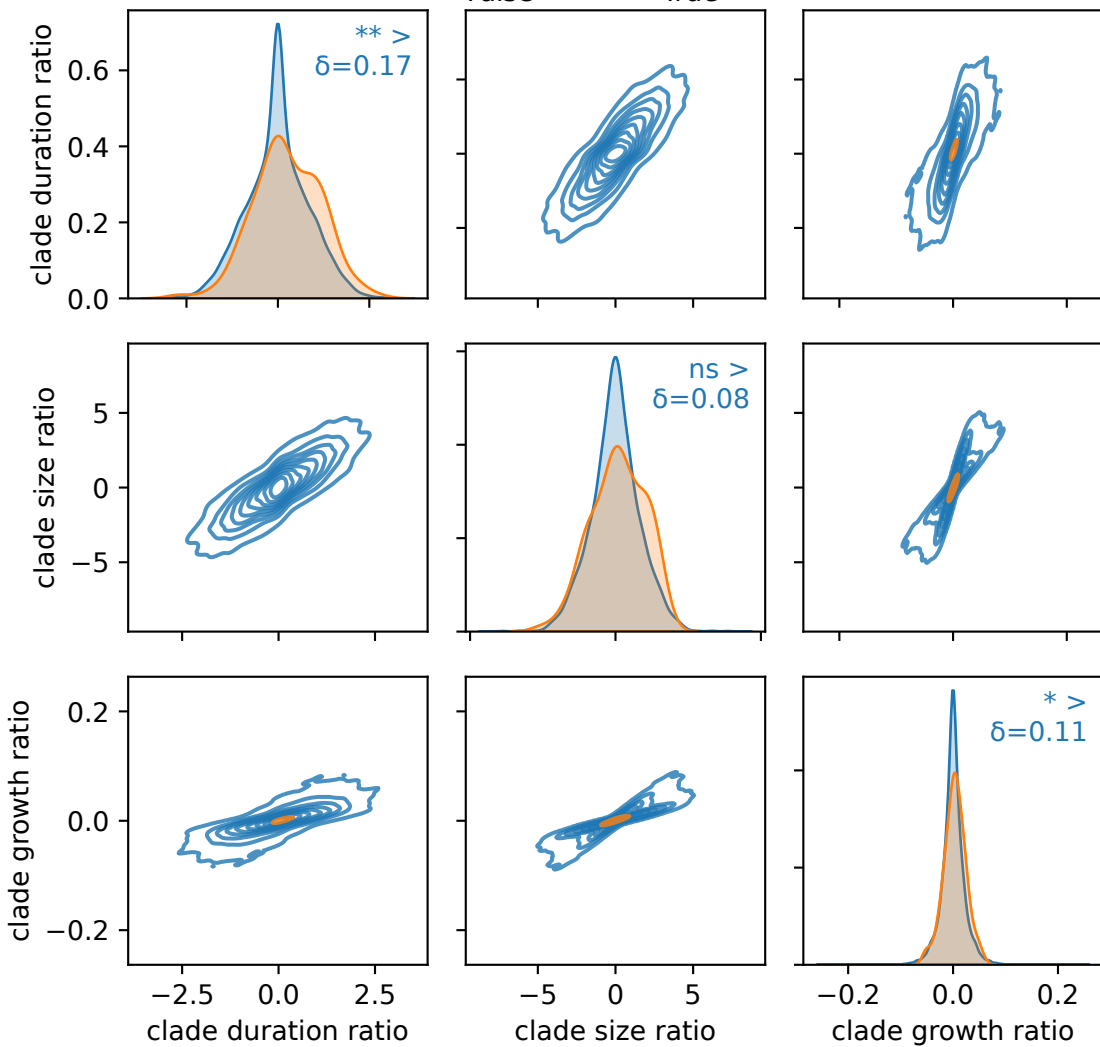 clade duration ratio
0.6
0.4
0.2
0.0
** >
δ=0.17
clade size ratio
5
0
−5
ns >
δ=0.08
clade growth ratio
0.2
0.0
−0.2
* >
δ=0.11
−2.5 0.0 2.5
−5 0 5
−0.2 0.0 0.2
clade duration ratio
clade size ratio
clade growth ratio